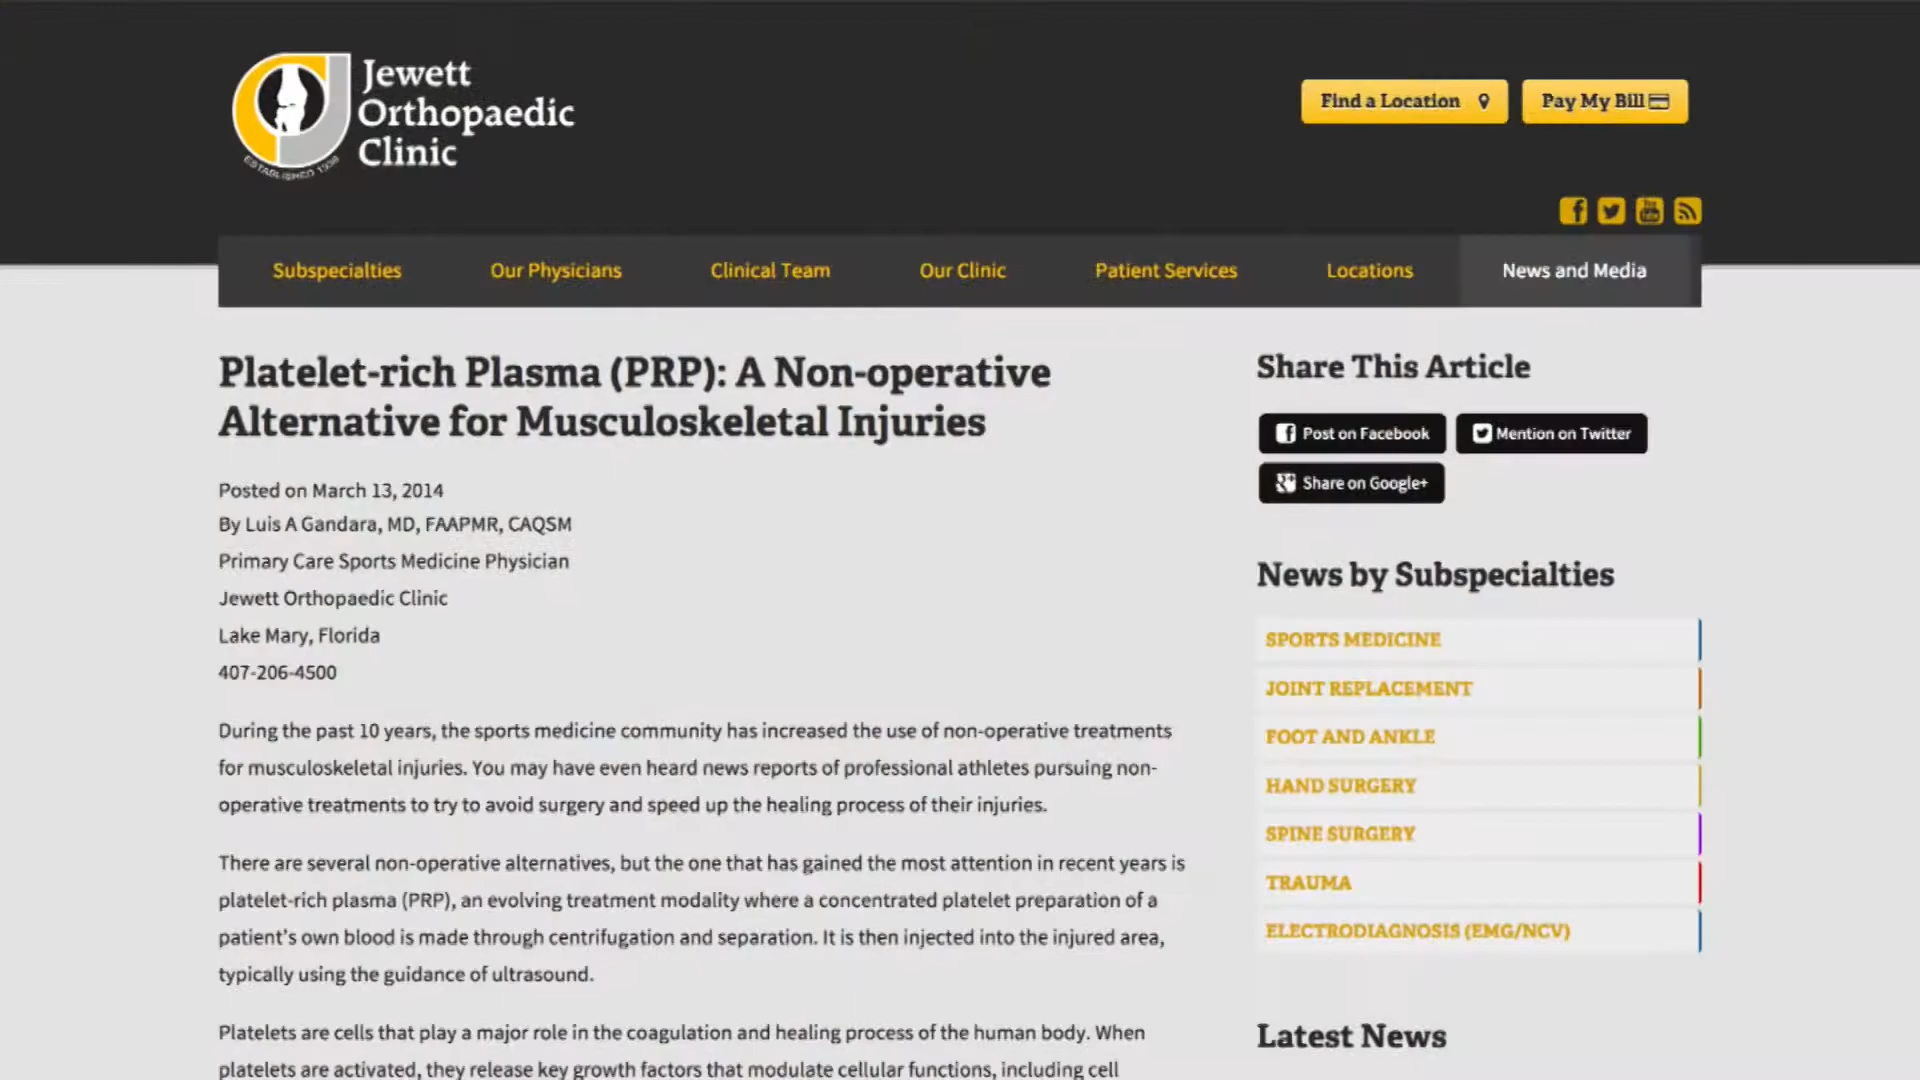 Jewett
Orthopaedic
Clinic
ESTABLISHED 1936
Find a Location
Pay My Bill
Subspecialties
Our Physicians
Clinical Team
Our Clinic
Patient Services
Locations
News and Media
Platelet-rich Plasma (PRP): A Non-operative
Alternative for Musculoskeletal Injuries
Posted on March 13, 2014
By Luis A Gandara, MD, FAAPMR, CAQSM
Primary Care Sports Medicine Physician
Jewett Orthopaedic Clinic
Lake Mary, Florida
407-206-4500
During the past 10 years, the sports medicine community has increased the use of non-operative treatments
for musculoskeletal injuries. You may have even heard news reports of professional athletes pursuing non-
operative treatments to try to avoid surgery and speed up the healing process of their injuries.
There are several non-operative alternatives, but the one that has gained the most attention in recent years is
platelet-rich plasma (PRP), an evolving treatment modality where a concentrated platelet preparation of a
patient's own blood is made through centrifugation and separation. It is then injected into the injured area,
typically using the guidance of ultrasound.
Platelets are cells that play a major role in the coagulation and healing process of the human body. When
platelets are activated, they release key growth factors that modulate cellular functions, including cell
Share This Article
Post on Facebook
Mention on Twitter
Share on Google+
News by Subspecialties
SPORTS MEDICINE
JOINT REPLACEMENT
FOOT AND ANKLE
HAND SURGERY
SPINE SURGERY
TRAUMA
ELECTRODIAGNOSIS (EMG/NCV)
Latest News